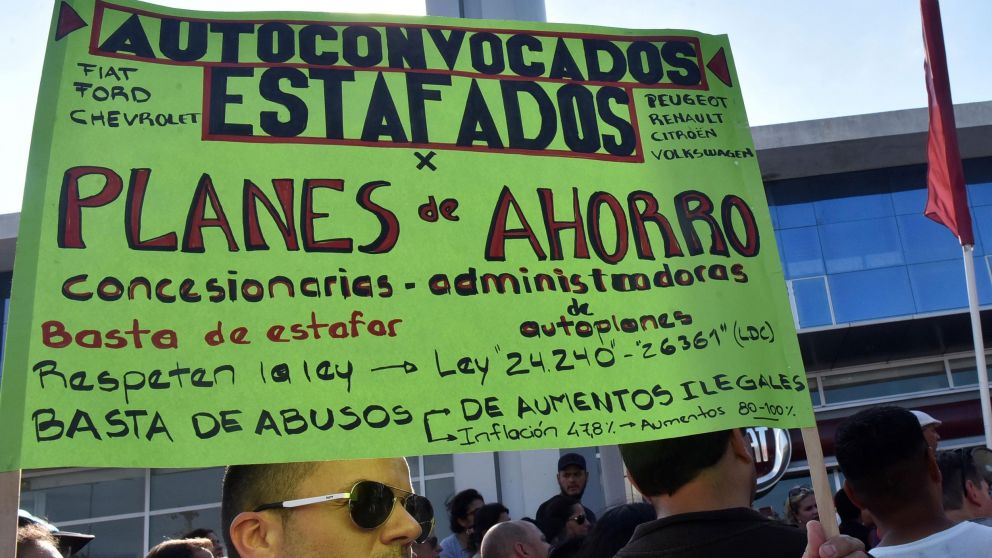 AUTOCONVOCADOS
ESTAFADOS
FIAT
FORD
CHEVROLET
PEUGEOT
RENAULT
CITROËN
VOLKSWAGEN
x
PLANES de AHORRO
concesionarias - administradoras
de
autoplanes
Basta de estafar
Respeten la ley → Ley "24.240" - "26361" (LDC)
BASTA DE ABUSOS → DE AUMENTOS ILEGALES
→ Inflación 47,8% → Aumentos 80-100%